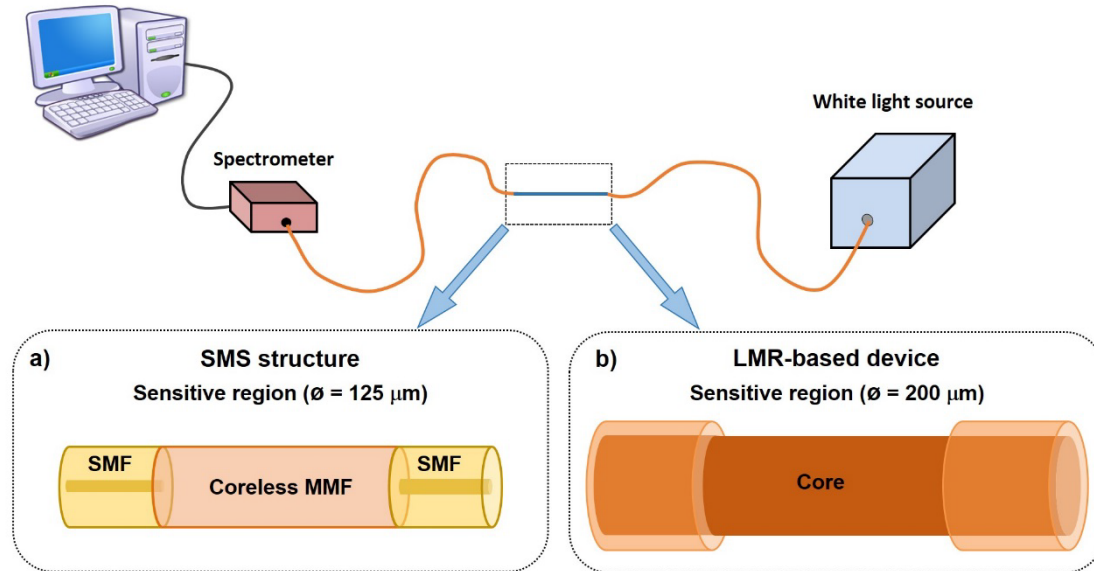 White light source
Spectrometer
a)
SMS structure
Sensitive region (ø = 125 μm)
SMF
SMF
Coreless MMF
b)
LMR-based device
Sensitive region (ø = 200 μm)
Core